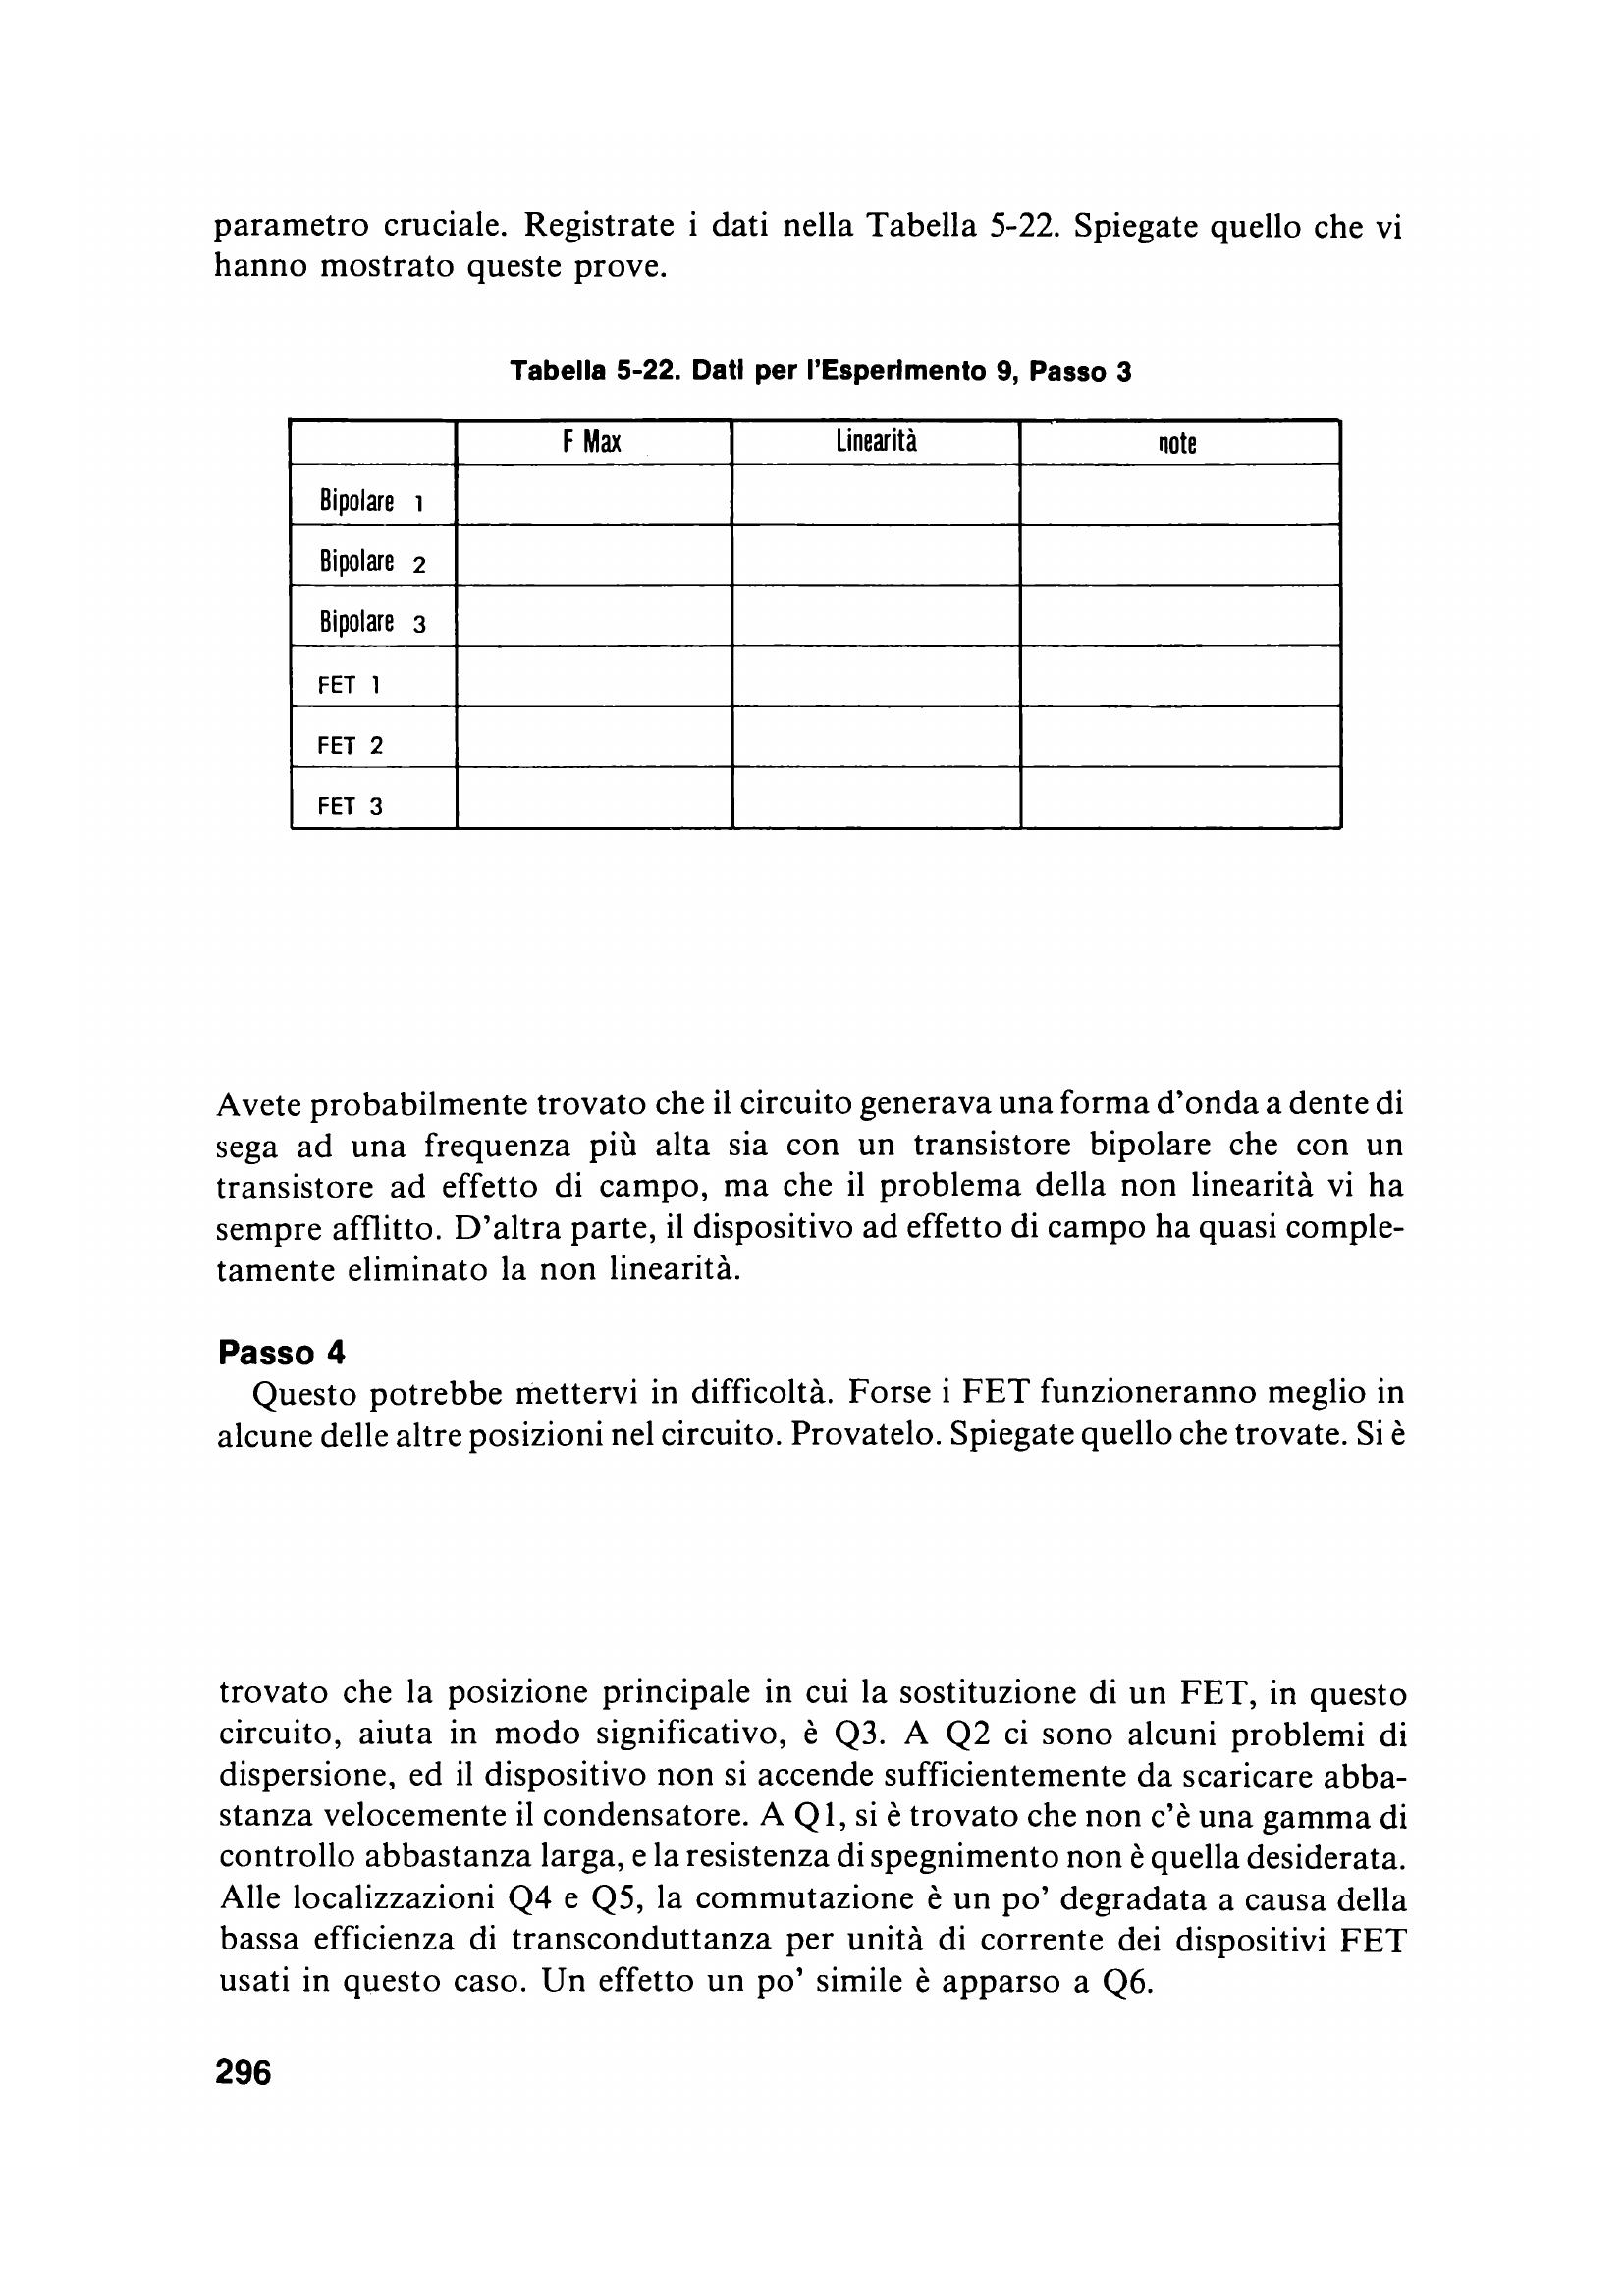 parametro cruciale. Registrate i dati nella Tabella 5-22. Spiegate quello che vi
hanno mostrato queste prove.
Tabella 5-22. Dati per l'Esperimento 9, Passo 3
F Max Linearità note
Bipolare 1
Bipolare 2
Bipolare 3
FET 1
FET 2
FET 3
Avete probabilmente trovato che il circuito generava una forma d'onda a dente di
sega ad una frequenza più alta sia con un transistore bipolare che con un
transistore ad effetto di campo, ma che il problema della non linearità vi ha
sempre afflitto. D'altra parte, il dispositivo ad effetto di campo ha quasi comple-
tamente eliminato la non linearità.
Passo 4
Questo potrebbe mettervi in difficoltà. Forse i FET funzioneranno meglio in
alcune delle altre posizioni nel circuito. Provatelo. Spiegate quello che trovate. Si è
trovato che la posizione principale in cui la sostituzione di un FET, in questo
circuito, aiuta in modo significativo, è Q3. A Q2 ci sono alcuni problemi di
dispersione, ed il dispositivo non si accende sufficientemente da scaricare abba-
stanza velocemente il condensatore. A Q1, si è trovato che non c'è una gamma di
controllo abbastanza larga, e la resistenza di spegnimento non è quella desiderata.
Alle localizzazioni Q4 e Q5, la commutazione è un po' degradata a causa della
bassa efficienza di transconduttanza per unità di corrente dei dispositivi FET
usati in questo caso. Un effetto un po' simile è apparso a Q6.
296